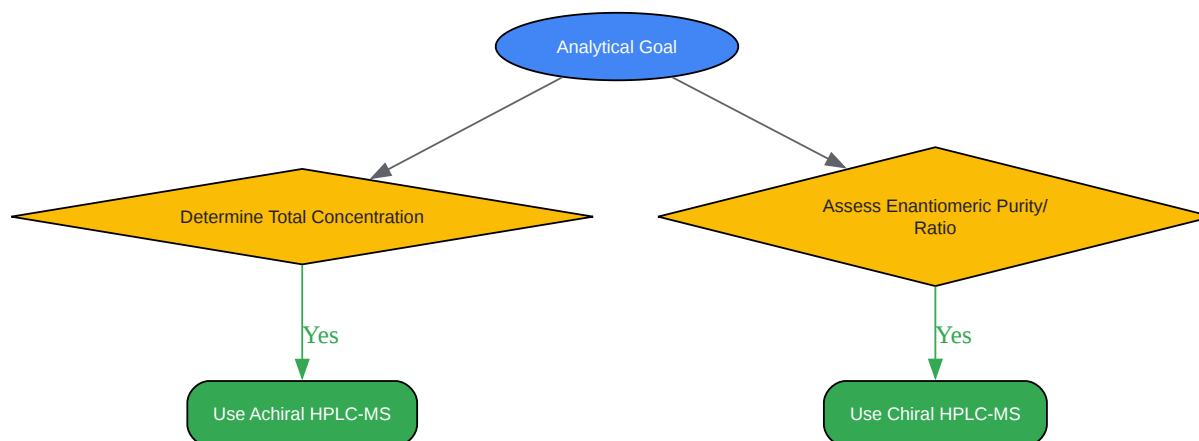 Analytical Goal
Determine Total Concentration
Assess Enantiomeric Purity/
Ratio
Yes
Yes
Use Achiral HPLC-MS
Use Chiral HPLC-MS